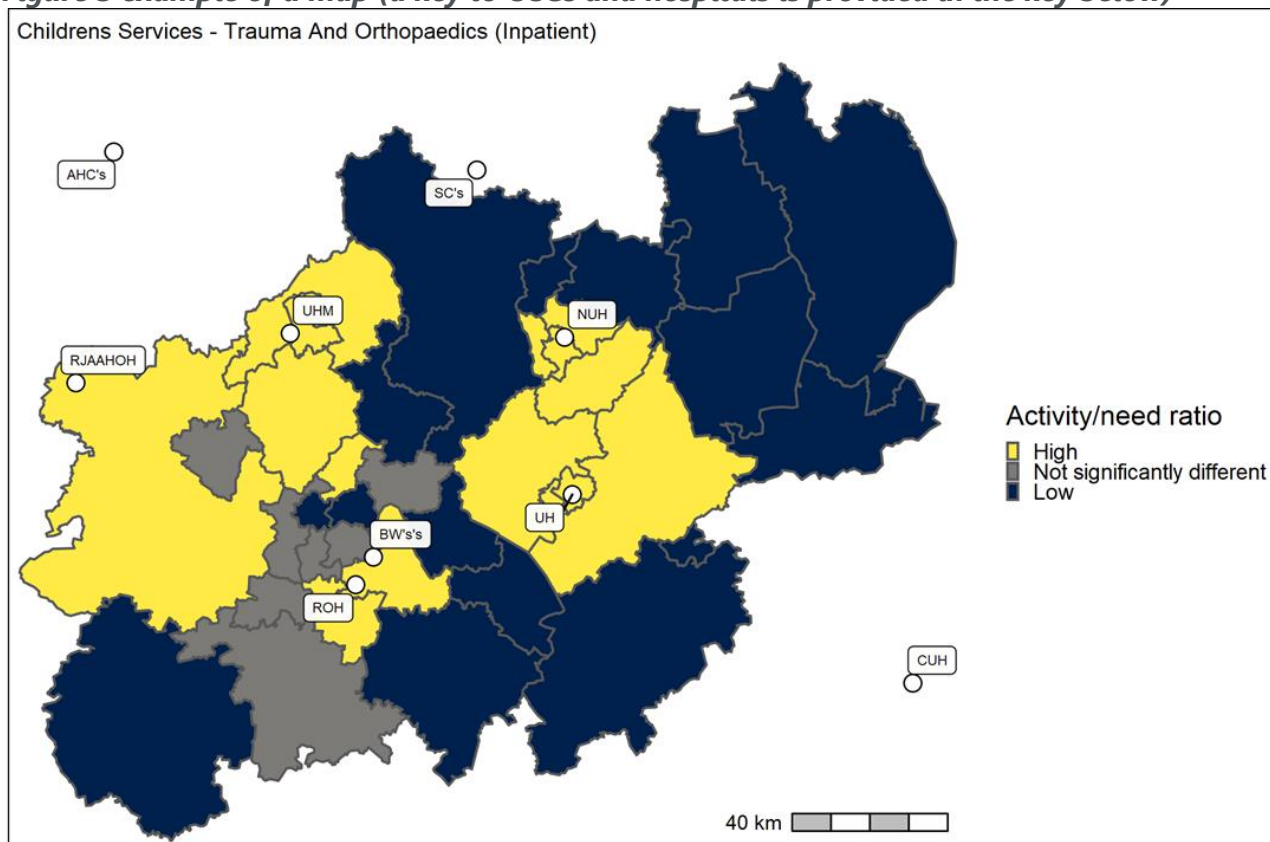 Childrens Services - Trauma And Orthopaedics (Inpatient)
AHC's
SC's
UHM
NUH
RJAAHOH
Activity/need ratio
High
Not significantly different
Low
UH
BW's's
ROH
CUH
40 km